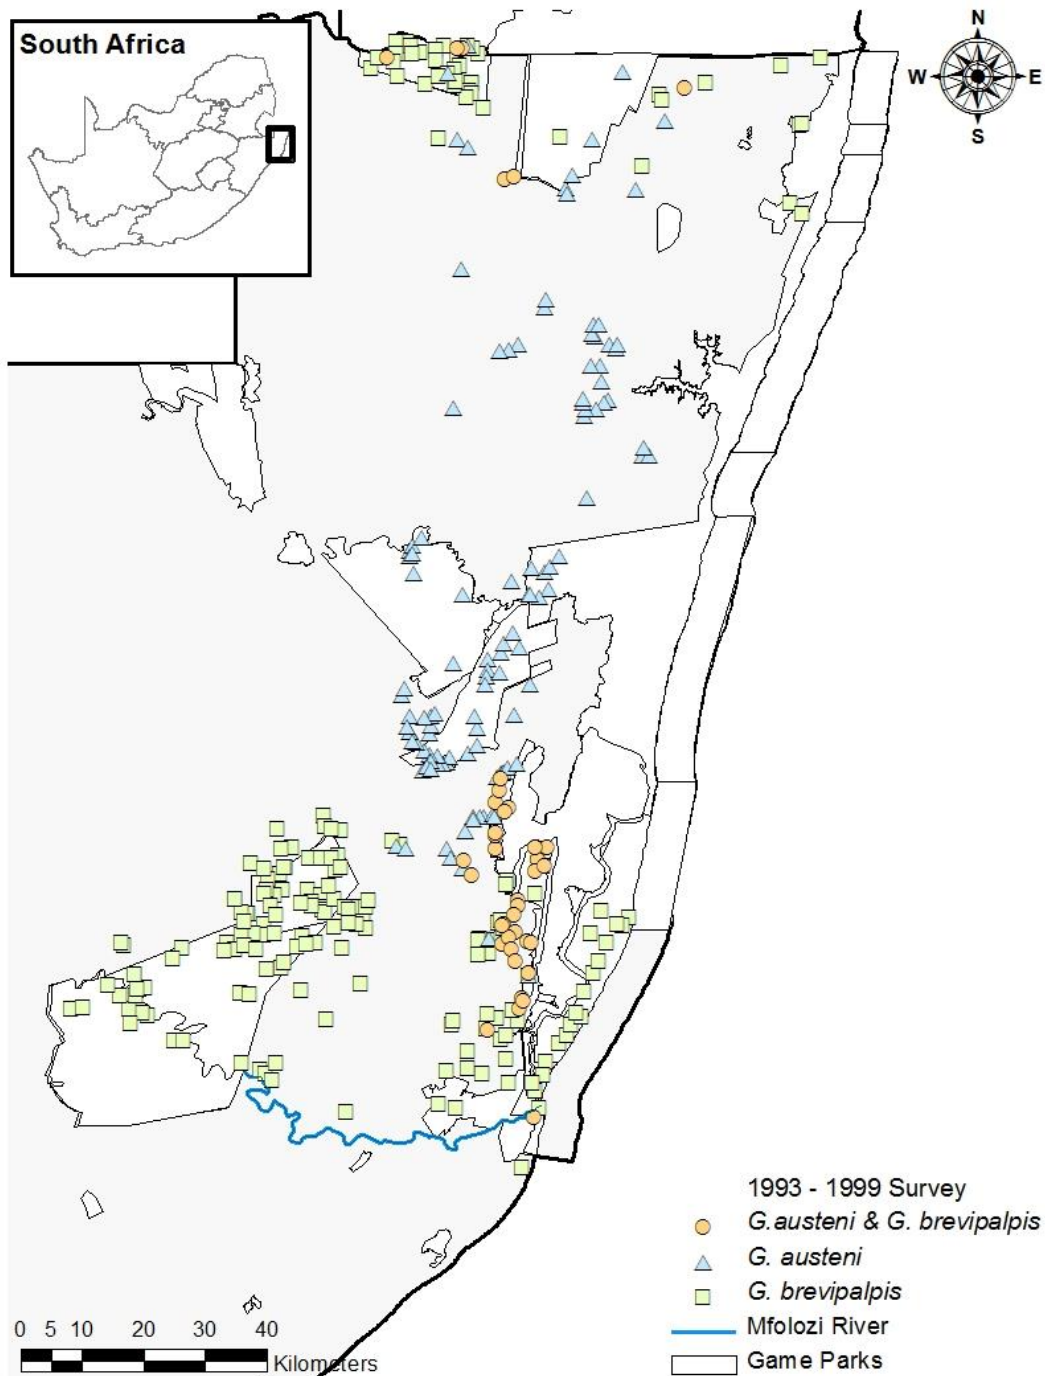 South Africa
N
W E
S
1993 - 1999 Survey
G.austeni & G. brevipalpis
G. austeni
G. brevipalpis
Mfolozi River
Game Parks
0 5 10 20 30 40
Kilometers